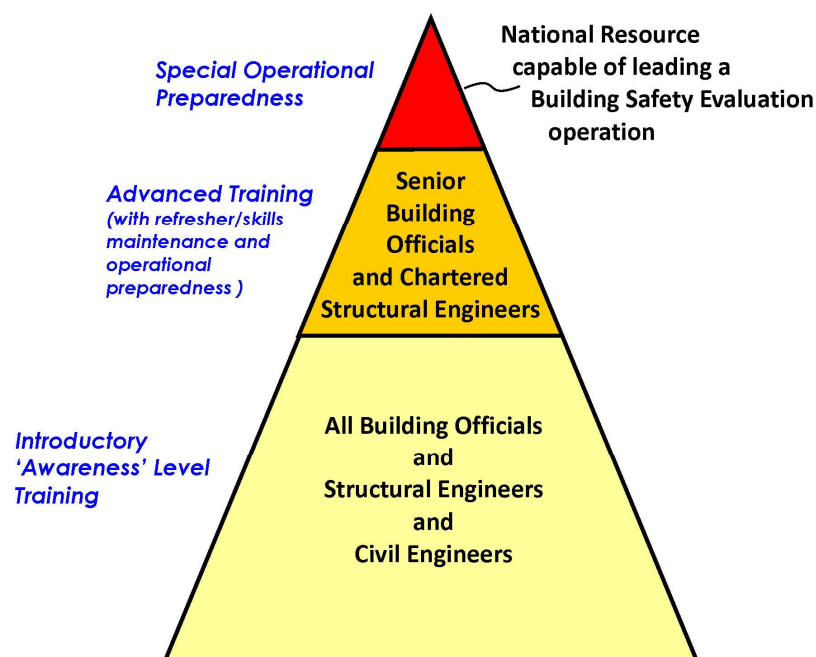 Special Operational
Preparedness
National Resource
capable of leading a
Building Safety Evaluation
operation
Advanced Training
(with refresher/skills
maintenance and
operational
preparedness )
Senior
Building
Officials
and Chartered
Structural Engineers
Introductory
‘Awareness’ Level
Training
All Building Officials
and
Structural Engineers
and
Civil Engineers